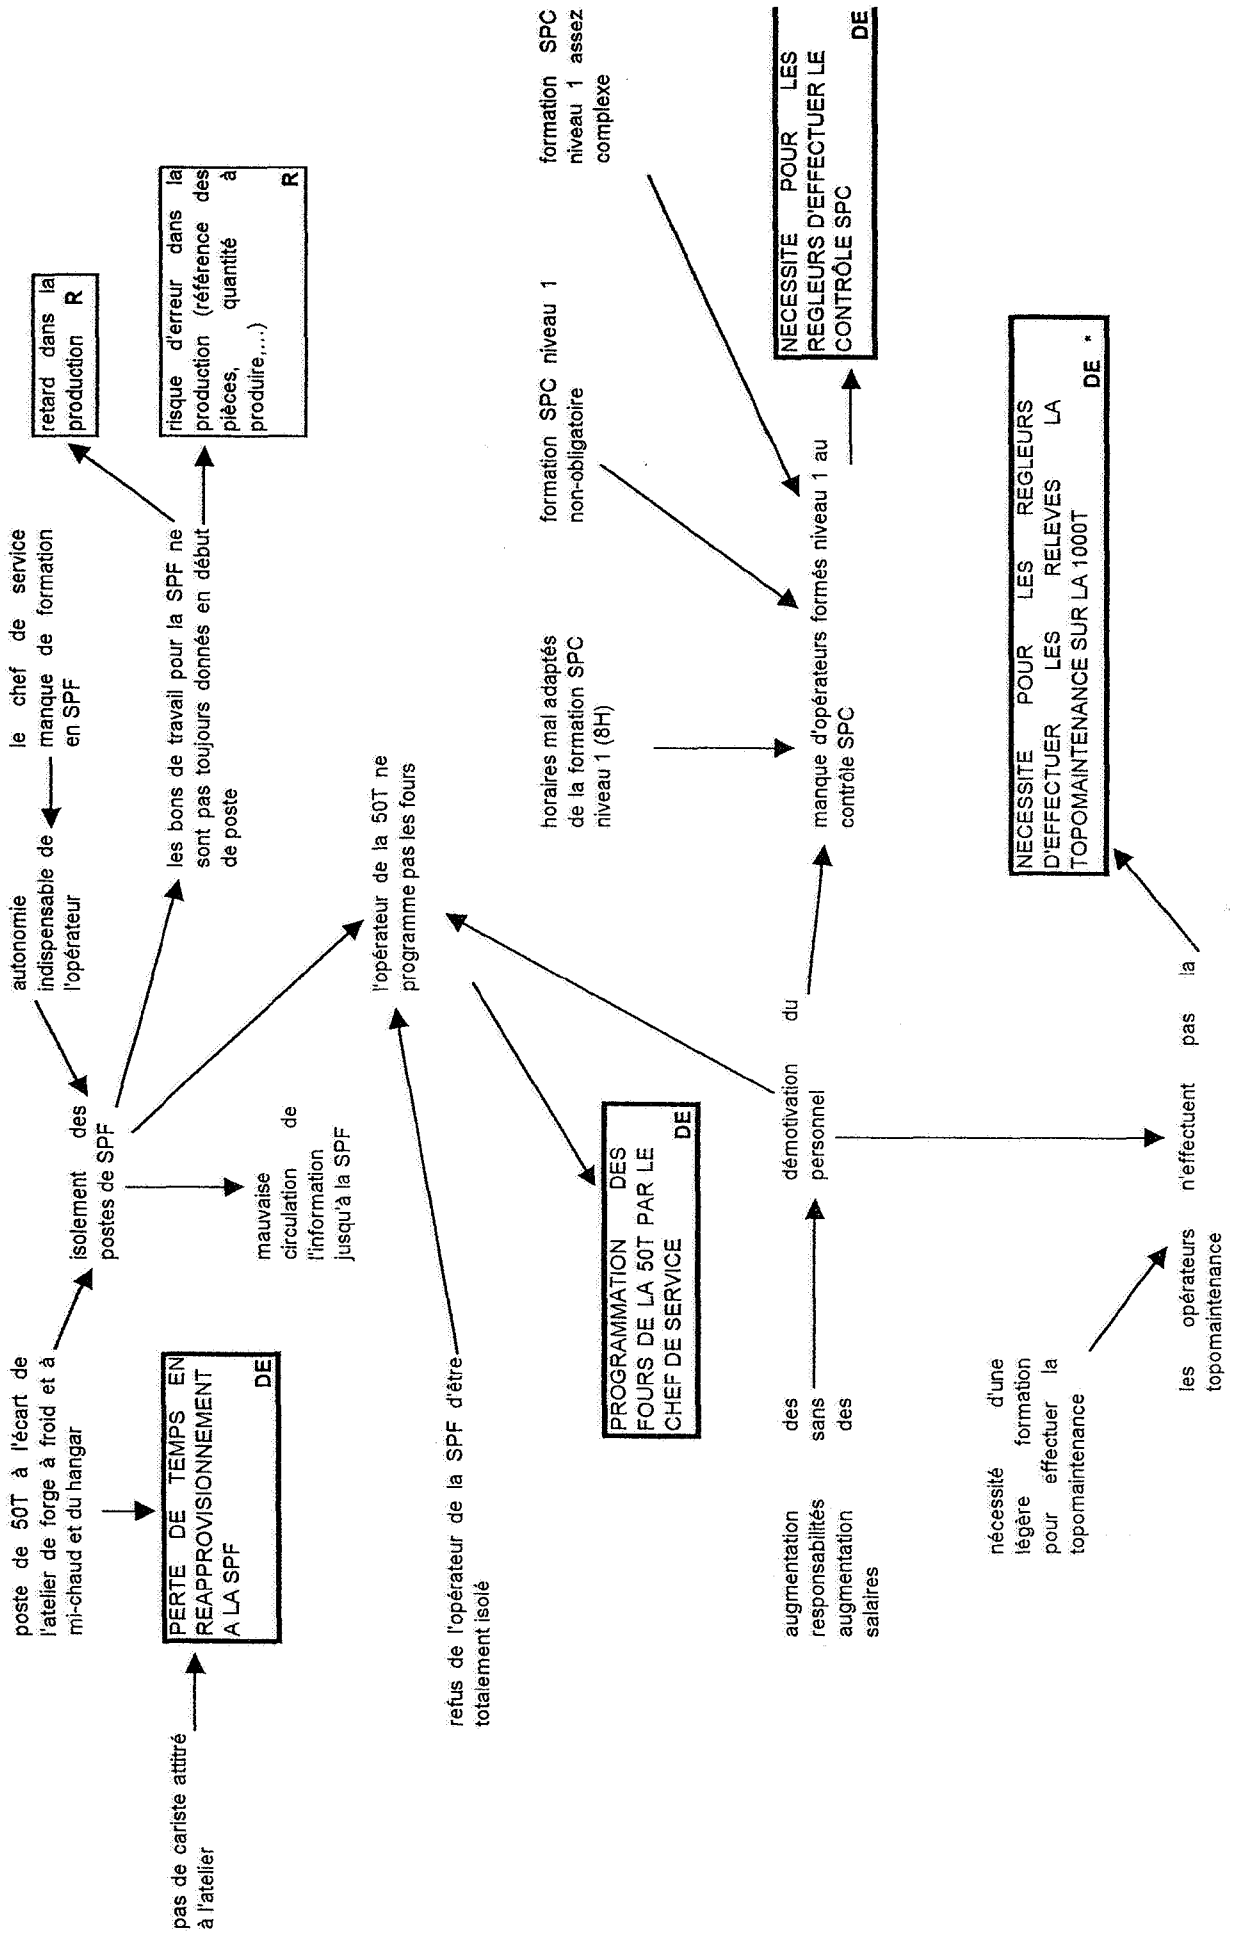 poste de 50T à l'écart de
l'atelier de forge à froid et à
mi-chaud et du hangar
isolement des
postes de SPF
autonomie
indispensable de
l'opérateur
le chef de service
manque de formation
en SPF
retard dans la
production R
pas de cariste attitré
à l'atelier
PERTE DE TEMPS EN
REAPPROVISIONNEMENT
A LA SPF
DE
mauvaise
circulation de
l'information
jusqu'à la SPF
les bons de travail pour la SPF ne
sont pas toujours donnés en début
de poste
risque d'erreur dans la
production (référence des
pièces, quantité à
produire,...)
R
refus de l'opérateur de la SPF d'être
totalement isolé
l'opérateur de la 50T ne
programme pas les fours
PROGRAMMATION DES
FOURS DE LA 50T PAR LE
CHEF DE SERVICE
DE
horaires mal adaptés
de la formation SPC
niveau 1 (8H)
formation SPC niveau 1
non-obligatoire
formation SPC
niveau 1 assez
complexe
augmentation des
responsabilités sans
augmentation des
salaires
démotivation du
personnel
manque d'opérateurs formés niveau 1 au
contrôle SPC
NECESSITE POUR LES
REGLEURS D'EFFECTUER LE
CONTRÔLE SPC
DE
nécessité d'une
légère formation
pour effectuer la
topomaintenance
les opérateurs n'effectuent pas la
topomaintenance
NECESSITE POUR LES REGLEURS
D'EFFECTUER LES RELEVES LA
TOPOMAINTENANCE SUR LA 1000T
DE *